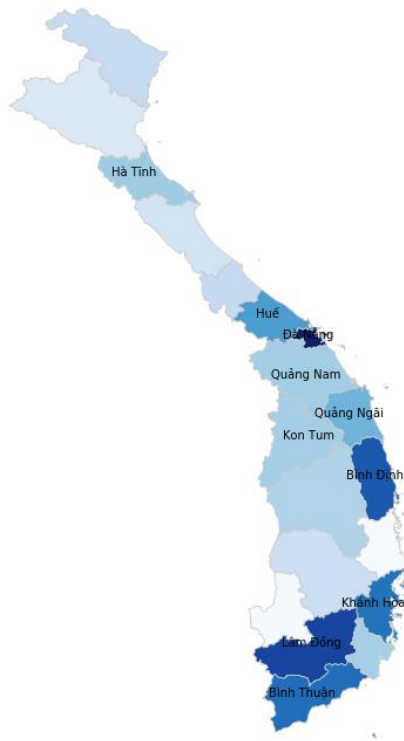 Hà Tĩnh
Huế
Đà Nẵng
Quảng Nam
Quảng Ngãi
Kon Tum
Bình Định
Khánh Hòa
Lâm Đồng
Bình Thuận